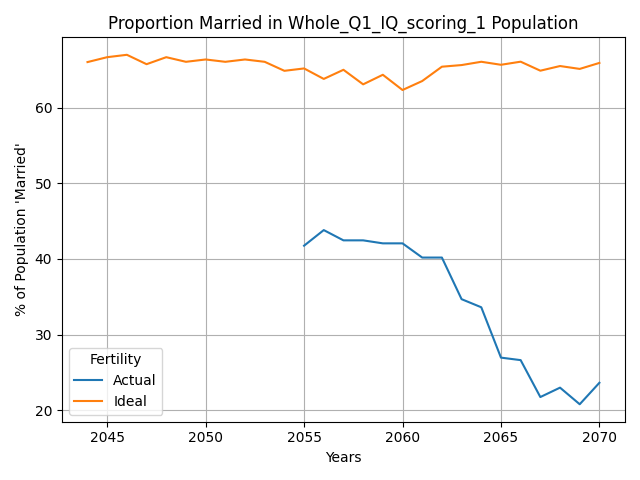 Proportion Married in Whole_Q1_IQ_scoring_1 Population
% of Population 'Married'
60
50
40
30
20
Fertility
Actual
Ideal
2045 2050 2055 2060 2065 2070
Years